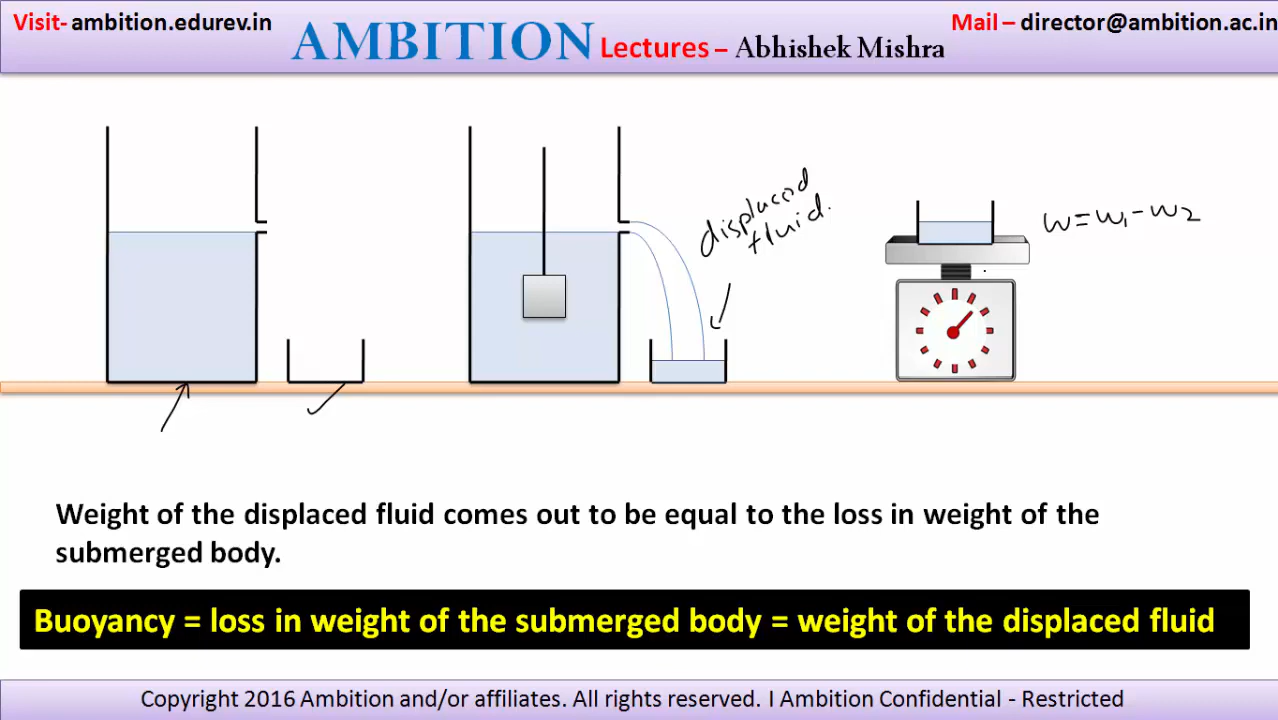 Visit- ambition.edurev.in
Mail – director@ambition.ac.in
AMBITION Lectures – Abhishek Mishra
displaced
fluid.
W=W1-W2
Weight of the displaced fluid comes out to be equal to the loss in weight of the
submerged body.
Buoyancy = loss in weight of the submerged body = weight of the displaced fluid
Copyright 2016 Ambition and/or affiliates. All rights reserved. I Ambition Confidential - Restricted